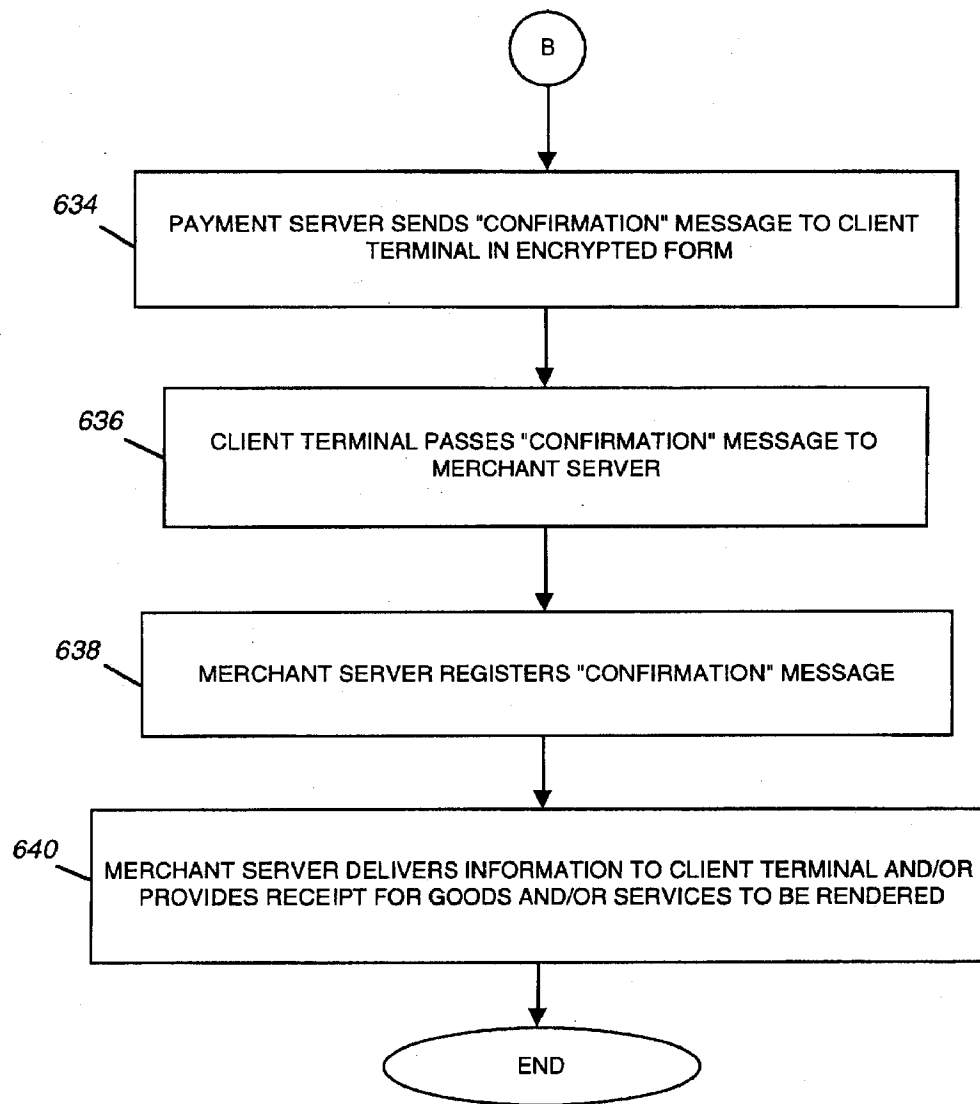 B
634
PAYMENT SERVER SENDS "CONFIRMATION" MESSAGE TO CLIENT
TERMINAL IN ENCRYPTED FORM
636
CLIENT TERMINAL PASSES "CONFIRMATION" MESSAGE TO
MERCHANT SERVER
638
MERCHANT SERVER REGISTERS "CONFIRMATION" MESSAGE
640
MERCHANT SERVER DELIVERS INFORMATION TO CLIENT TERMINAL AND/OR
PROVIDES RECEIPT FOR GOODS AND/OR SERVICES TO BE RENDERED
END